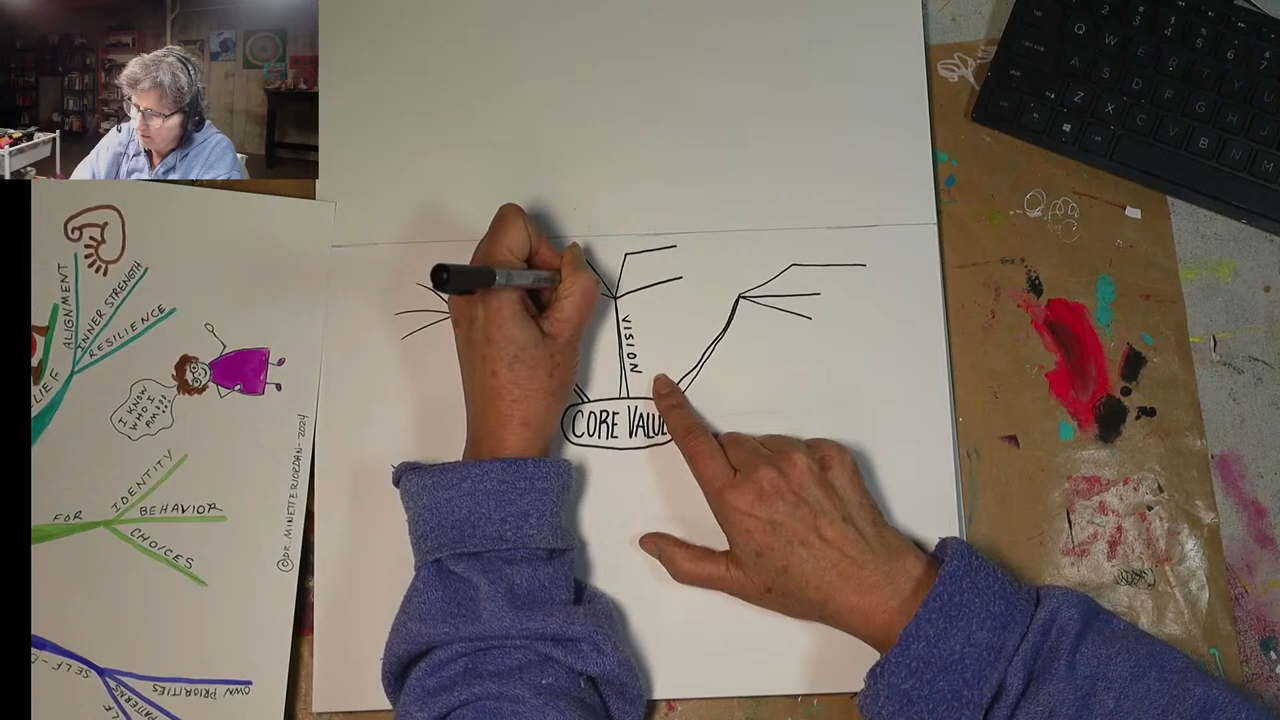 ALIGNMENT
INNER STRENGTH
RESILIENCE
I KNOW
WHO I
AM
©DR. MINETTE RIORDAN - 2024
FOR
IDENTITY
BEHAVIOR
CHOICES
OWN PRIORITIES
PATTERNS
VISION
CORE VALUE